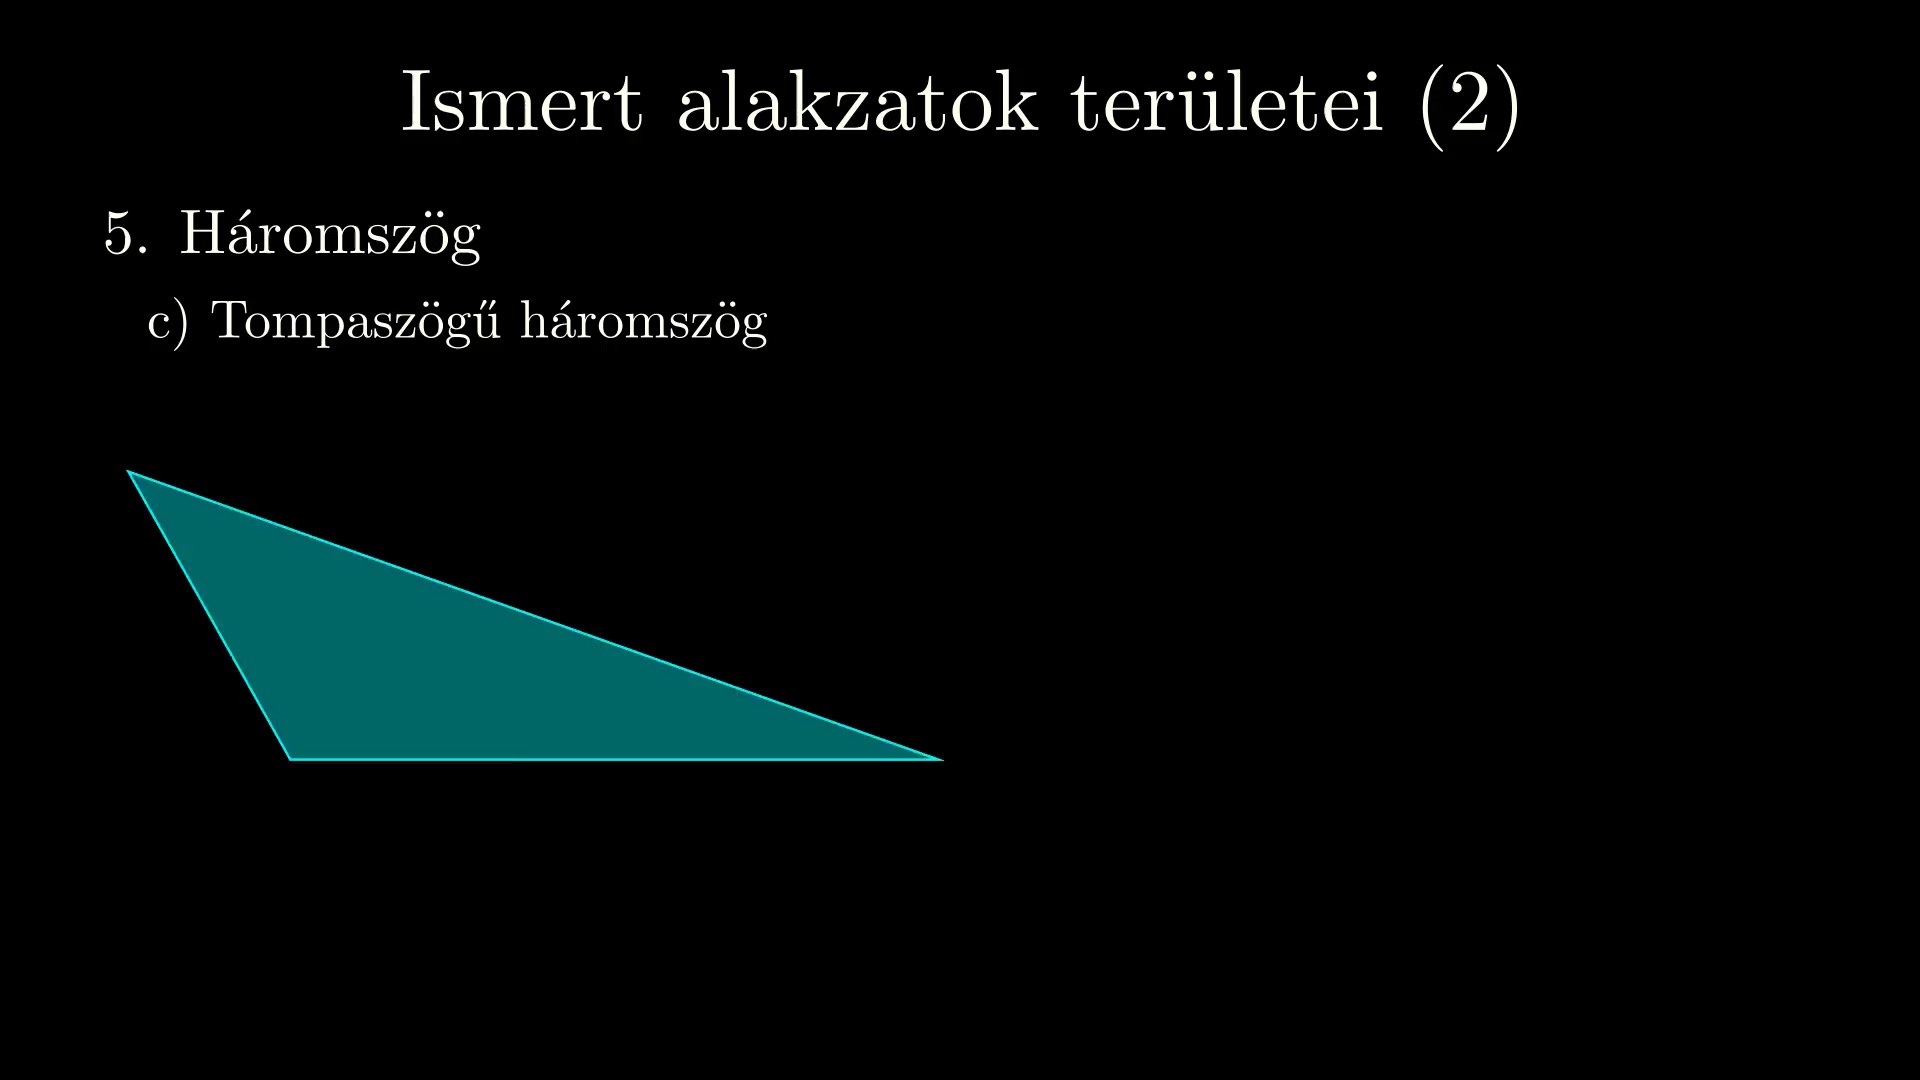 Ismert alakzatok területei (2)
5. Háromszög
c) Tompaszögű háromszög